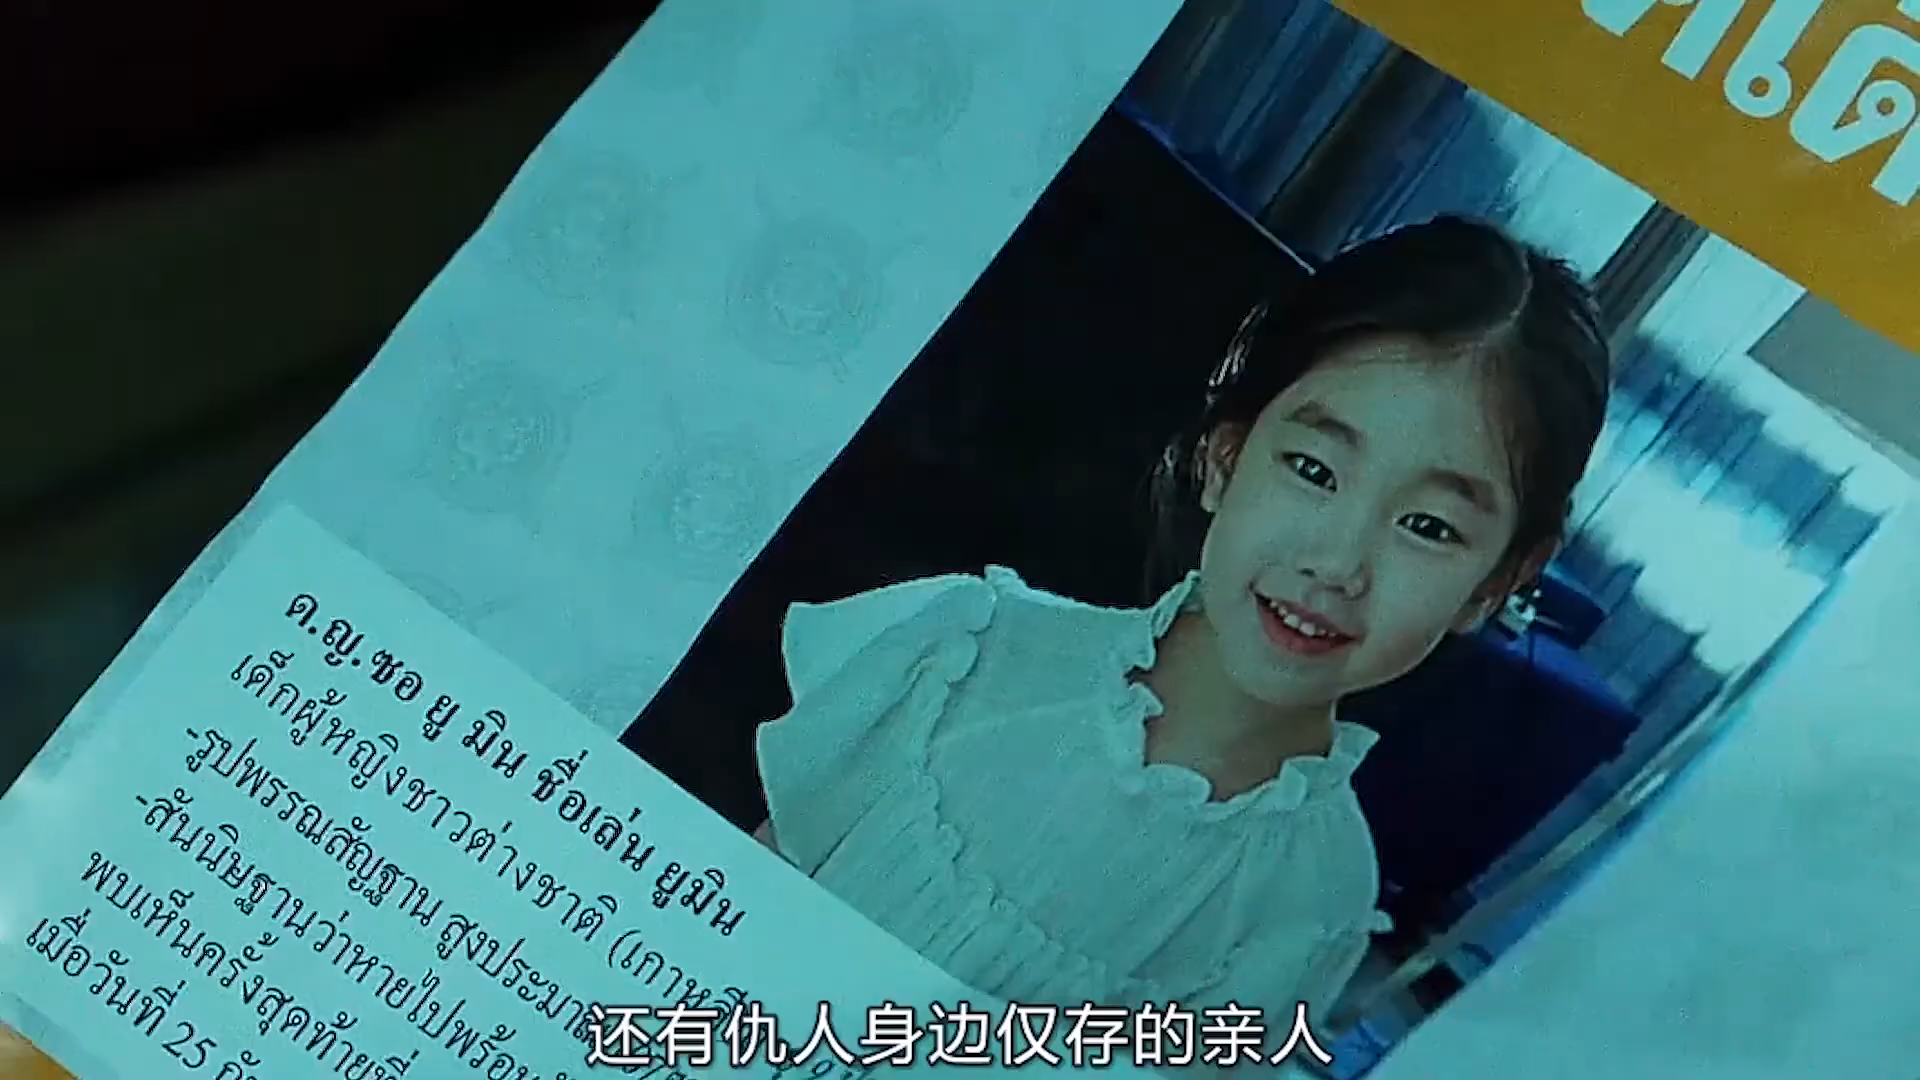 ด.ญ. ซอ ยู มิน ชื่อเล่น ยูมิน
เด็กผู้หญิงชาวต่างชาติ (เกาหลี
-รูปพรรณสัญฐาน สูงประมาณ
-สันนิษฐานว่าหายไปพร้อม
พบเห็นครั้งสุดท้ายที่
เมื่อวันที่ 25
还有仇人身边仅存的亲人